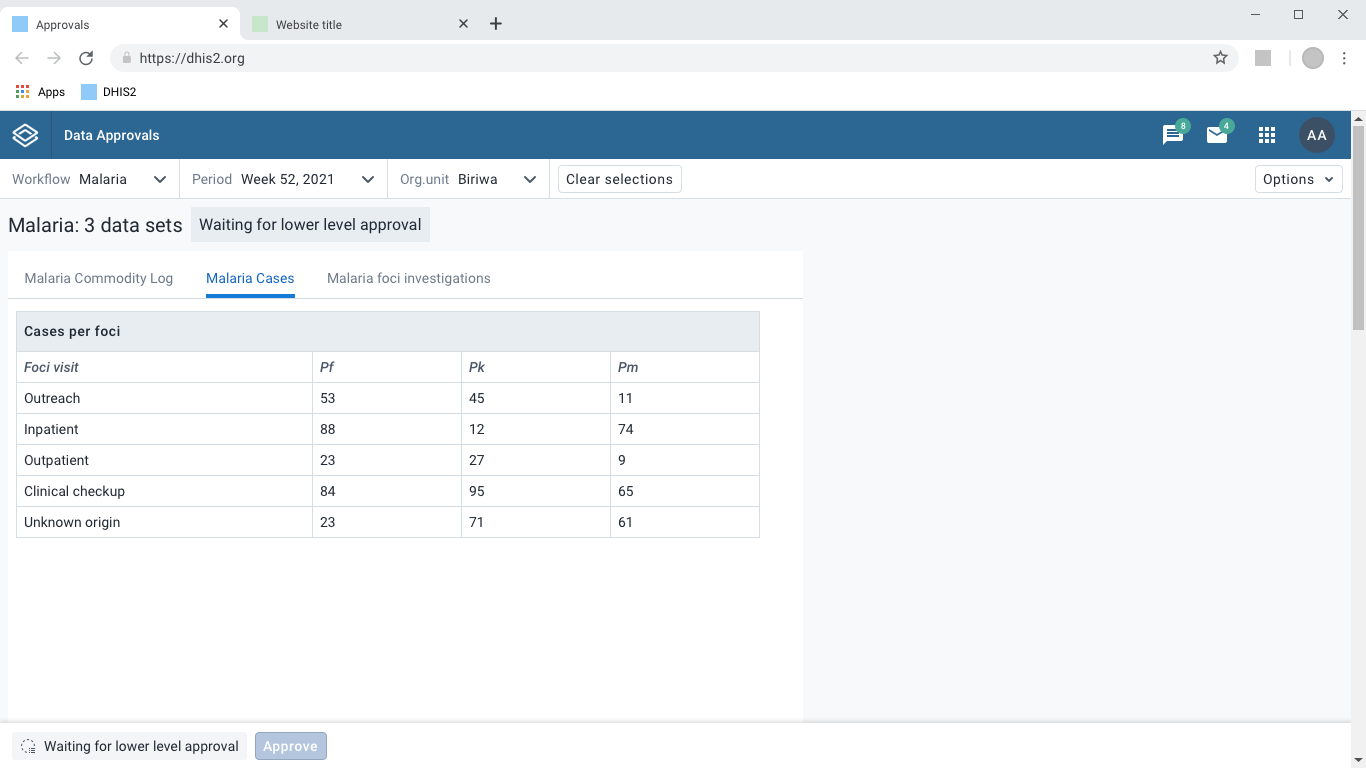 Approvals
Website title
https://dhis2.org
Apps DHIS2
Data Approvals 8 4 AA
Workflow Malaria Period Week 52, 2021 Org.unit Biriwa Clear selections Options
Malaria: 3 data sets Waiting for lower level approval
Malaria Commodity Log Malaria Cases Malaria foci investigations
Cases per foci
Foci visit Pf Pk Pm
Outreach 53 45 11
Inpatient 88 12 74
Outpatient 23 27 9
Clinical checkup 84 95 65
Unknown origin 23 71 61
Waiting for lower level approval Approve